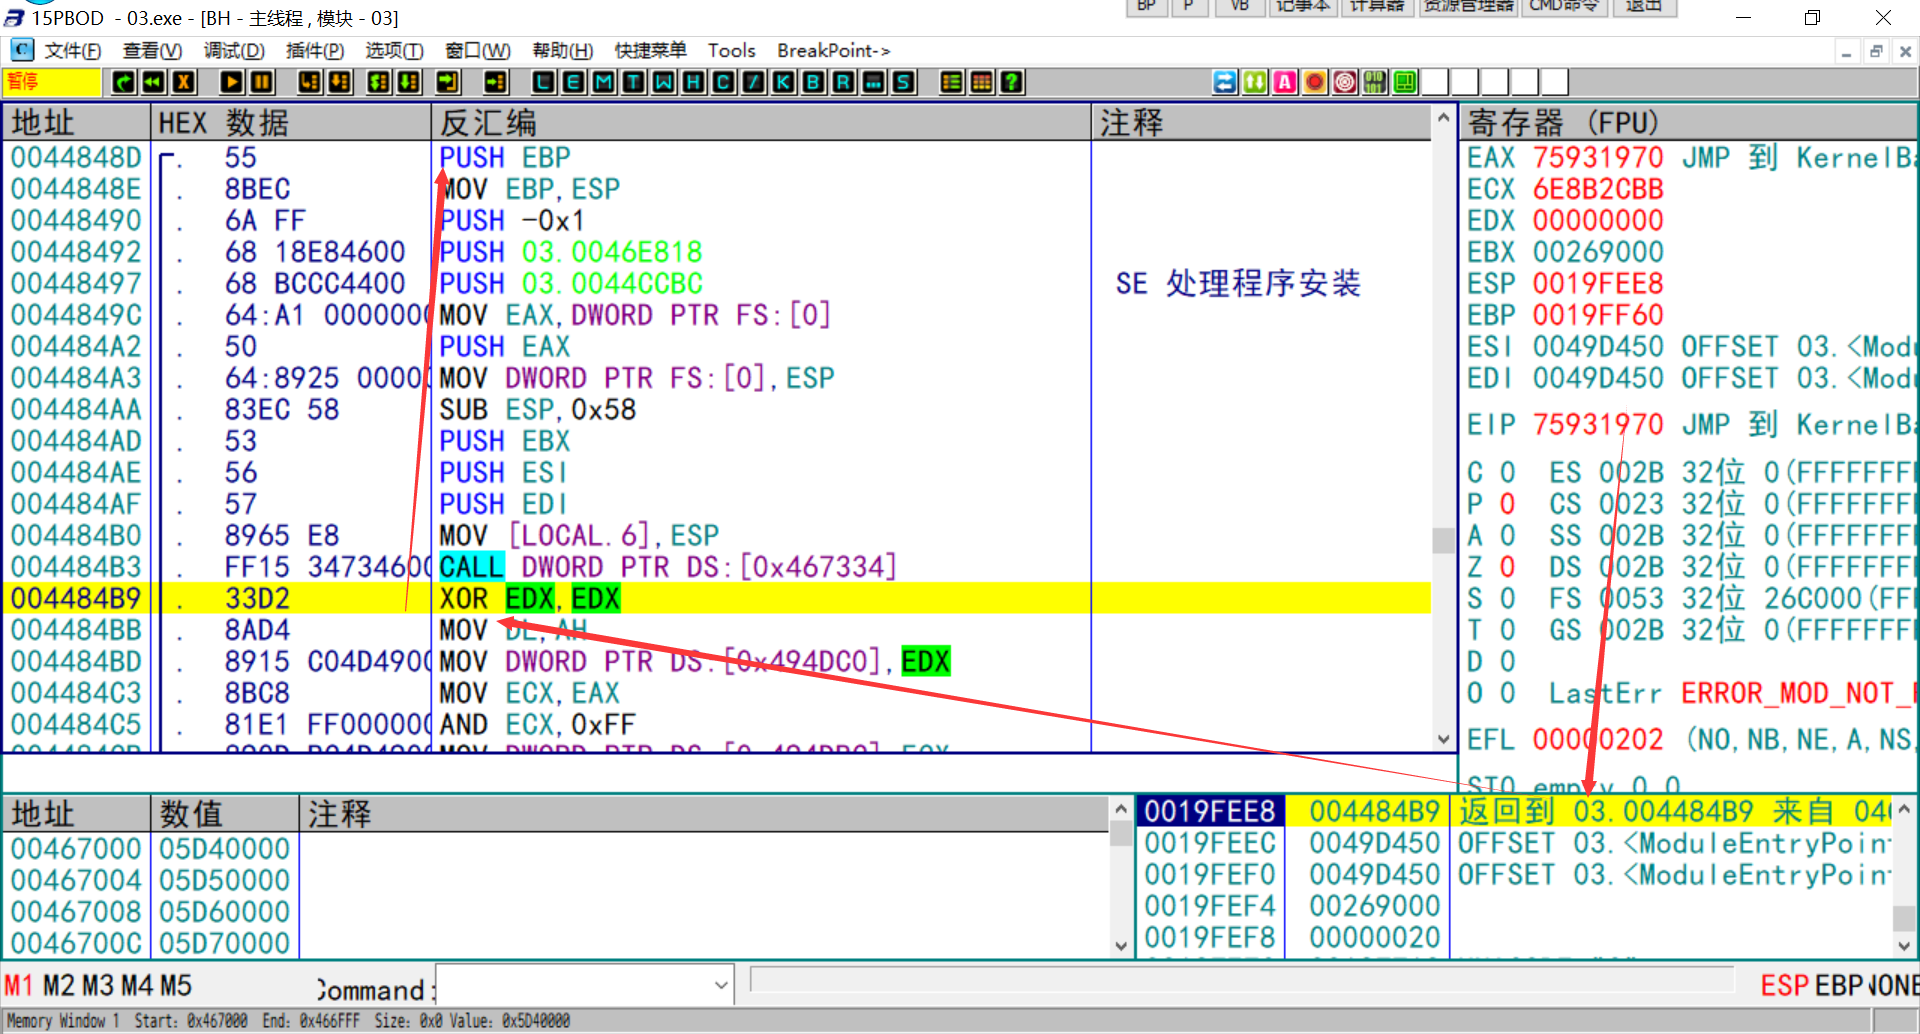 BP P VB 记事本 计算器 资源管理器 CMD命令 退出
15PBOD - 03.exe - [BH - 主线程, 模块 - 03]
文件(F) 查看(V) 调试(D) 插件(P) 选项(T) 窗口(W) 帮助(H) 快捷菜单 Tools BreakPoint->
暂停 L E M T W H C / K B R ... S ? A
地址 HEX 数据 反汇编 注释
0044848D . 55 PUSH EBP
0044848E . 8BEC MOV EBP,ESP
00448490 . 6A FF PUSH -0x1
00448492 . 68 18E84600 PUSH 03.0046E818
00448497 . 68 BCCC4400 PUSH 03.0044CCBC SE 处理程序安装
0044849C . 64:A1 0000000 MOV EAX,DWORD PTR FS:[0]
004484A2 . 50 PUSH EAX
004484A3 . 64:8925 0000 MOV DWORD PTR FS:[0],ESP
004484AA . 83EC 58 SUB ESP,0x58
004484AD . 53 PUSH EBX
004484AE . 56 PUSH ESI
004484AF . 57 PUSH EDI
004484B0 . 8965 E8 MOV [LOCAL.6],ESP
004484B3 . FF15 34734600 CALL DWORD PTR DS:[0x467334]
004484B9 . 33D2 XOR EDX,EDX
004484BB . 8AD4 MOV DL,AH
004484BD . 8915 C04D4900 MOV DWORD PTR DS:[0x494DC0],EDX
004484C3 . 8BC8 MOV ECX,EAX
004484C5 . 81E1 FF000000 AND ECX,0xFF
寄存器 (FPU)
EAX 75931970 JMP 到 KernelBa
ECX 6E8B2CBB
EDX 00000000
EBX 00269000
ESP 0019FEE8
EBP 0019FF60
ESI 0049D450 OFFSET 03.<Modu
EDI 0049D450 OFFSET 03.<Modu
EIP 75931970 JMP 到 KernelBa
C 0 ES 002B 32位 0(FFFFFFFF
P 0 CS 0023 32位 0(FFFFFFFF
A 0 SS 002B 32位 0(FFFFFFFF
Z 0 DS 002B 32位 0(FFFFFFFF
S 0 FS 0053 32位 26C000(FFF
T 0 GS 002B 32位 0(FFFFFFFF
D 0
O 0 LastErr ERROR_MOD_NOT_F
EFL 00000202 (NO,NB,NE,A,NS,
ST0 empty 0.0
地址 数值 注释
00467000 05D40000
00467004 05D50000
00467008 05D60000
0046700C 05D70000
0019FEE8 004484B9 返回到 03.004484B9 来自 040
0019FEEC 0049D450 OFFSET 03.<ModuleEntryPoin
0019FEF0 0049D450 OFFSET 03.<ModuleEntryPoin
0019FEF4 00269000
0019FEF8 00000020
M1 M2 M3 M4 M5 Command: ESP EBP NONE
Memory Window 1 Start: 0x467000 End: 0x466FFF Size: 0x0 Value: 0x5D40000